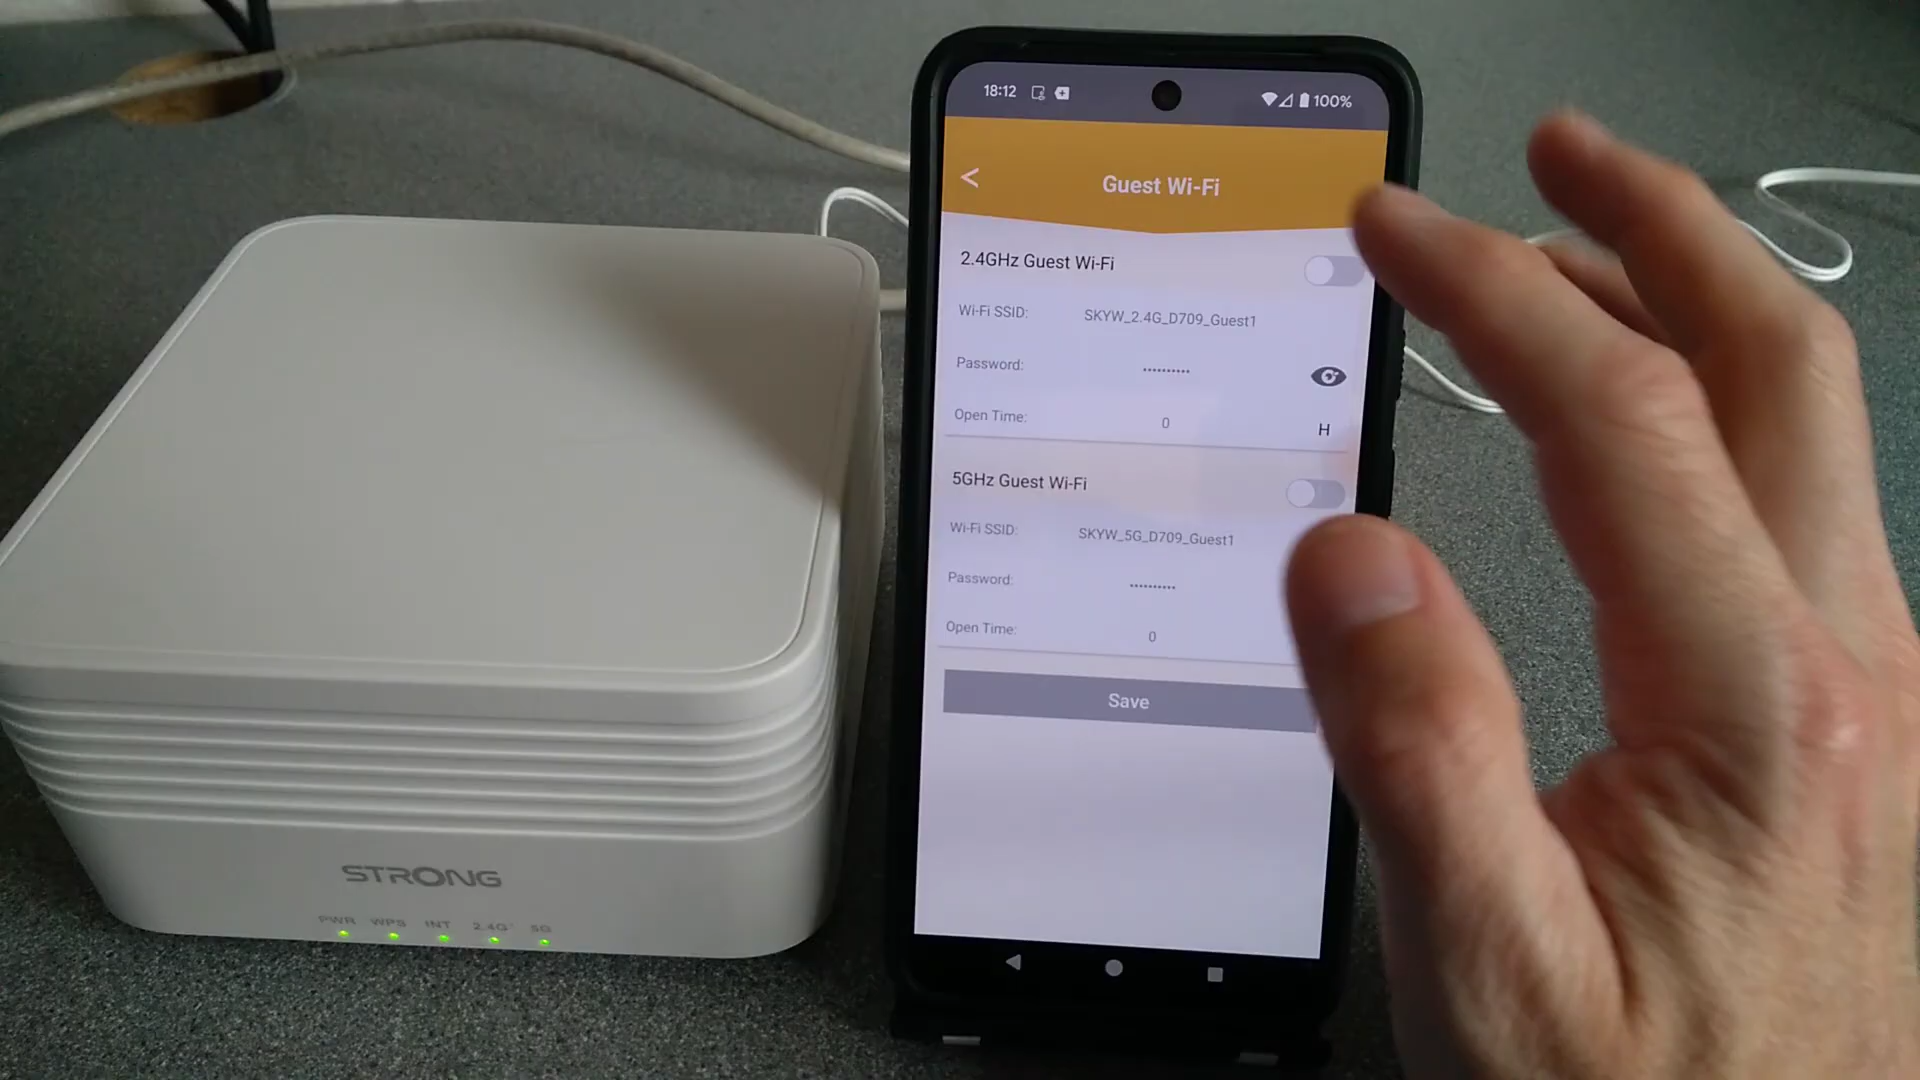 18:12 100%
< Guest Wi-Fi
2.4GHz Guest Wi-Fi
Wi-Fi SSID: SKYW_2.4G_D709_Guest1
Password: ••••••••••
Open Time: 0 H
5GHz Guest Wi-Fi
Wi-Fi SSID: SKYW_5G_D709_Guest1
Password: ••••••••••
Open Time: 0
Save
STRONG
PWR WPS INT 2.4G 5G